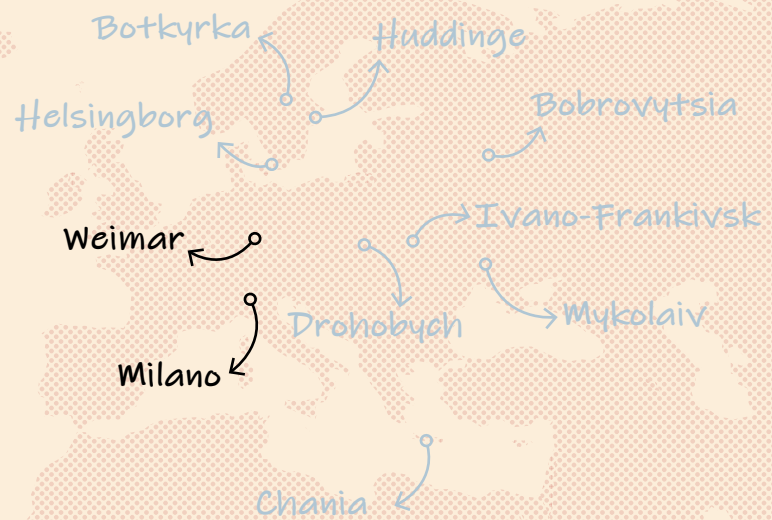 Botkyrka
Huddinge
Bobrovytsia
Helsingborg
Ivano-Frankivsk
Weimar
Mykolaiv
Drohobych
Milano
Chania